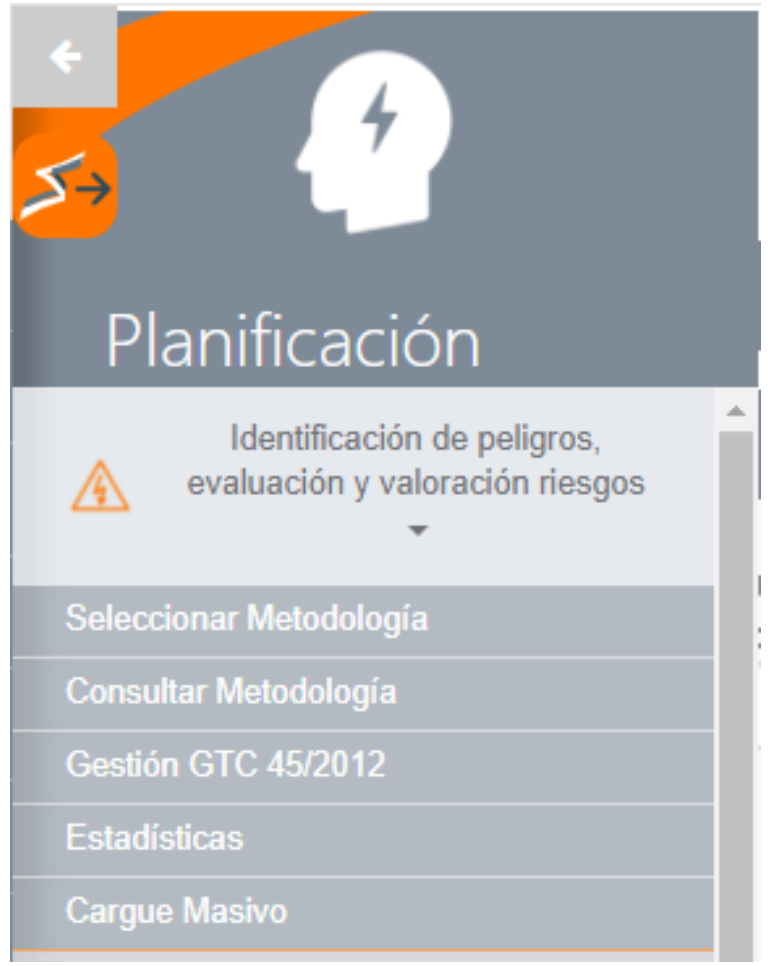 Planificación
Identificación de peligros,
evaluación y valoración riesgos
Seleccionar Metodología
Consultar Metodología
Gestión GTC 45/2012
Estadísticas
Cargue Masivo